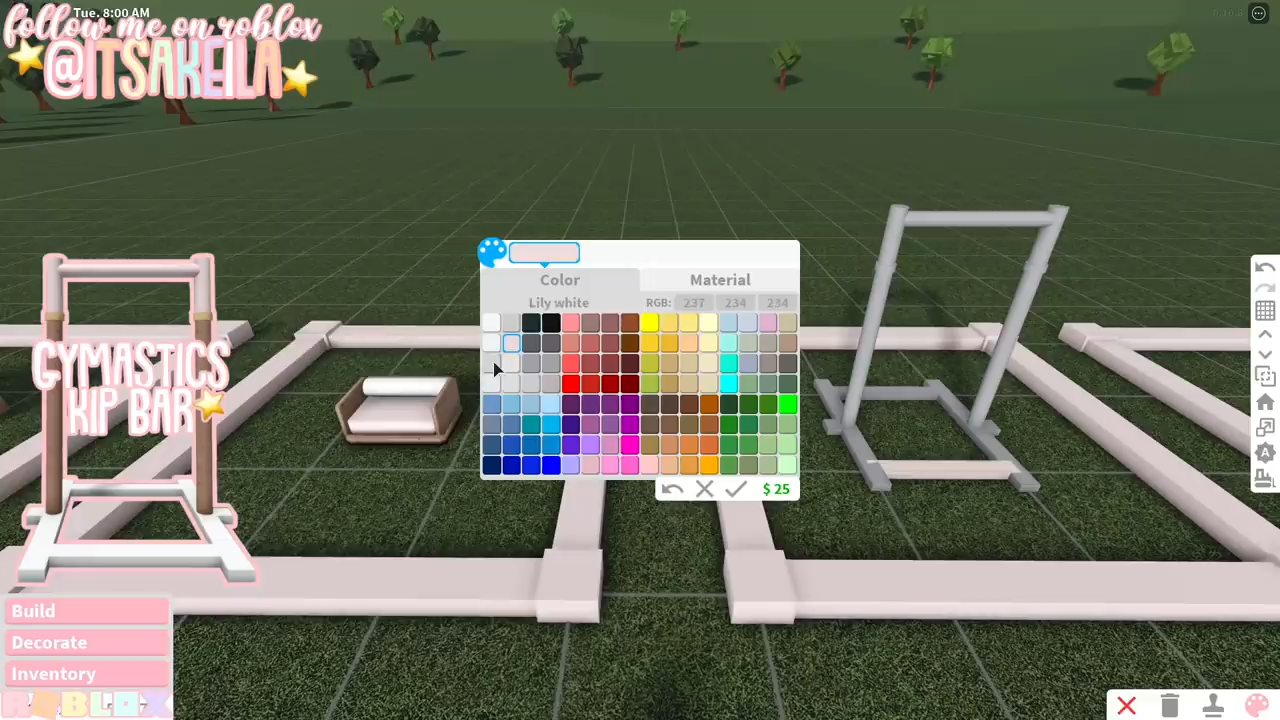 Tue. 8:00 AM
follow me on roblox
@ITSAKEILA
Color
Material
Lily white
RGB: 237 234 234
GYMASTICS
KIP BAR
$ 25
Build
Decorate
Inventory
ROBLOX